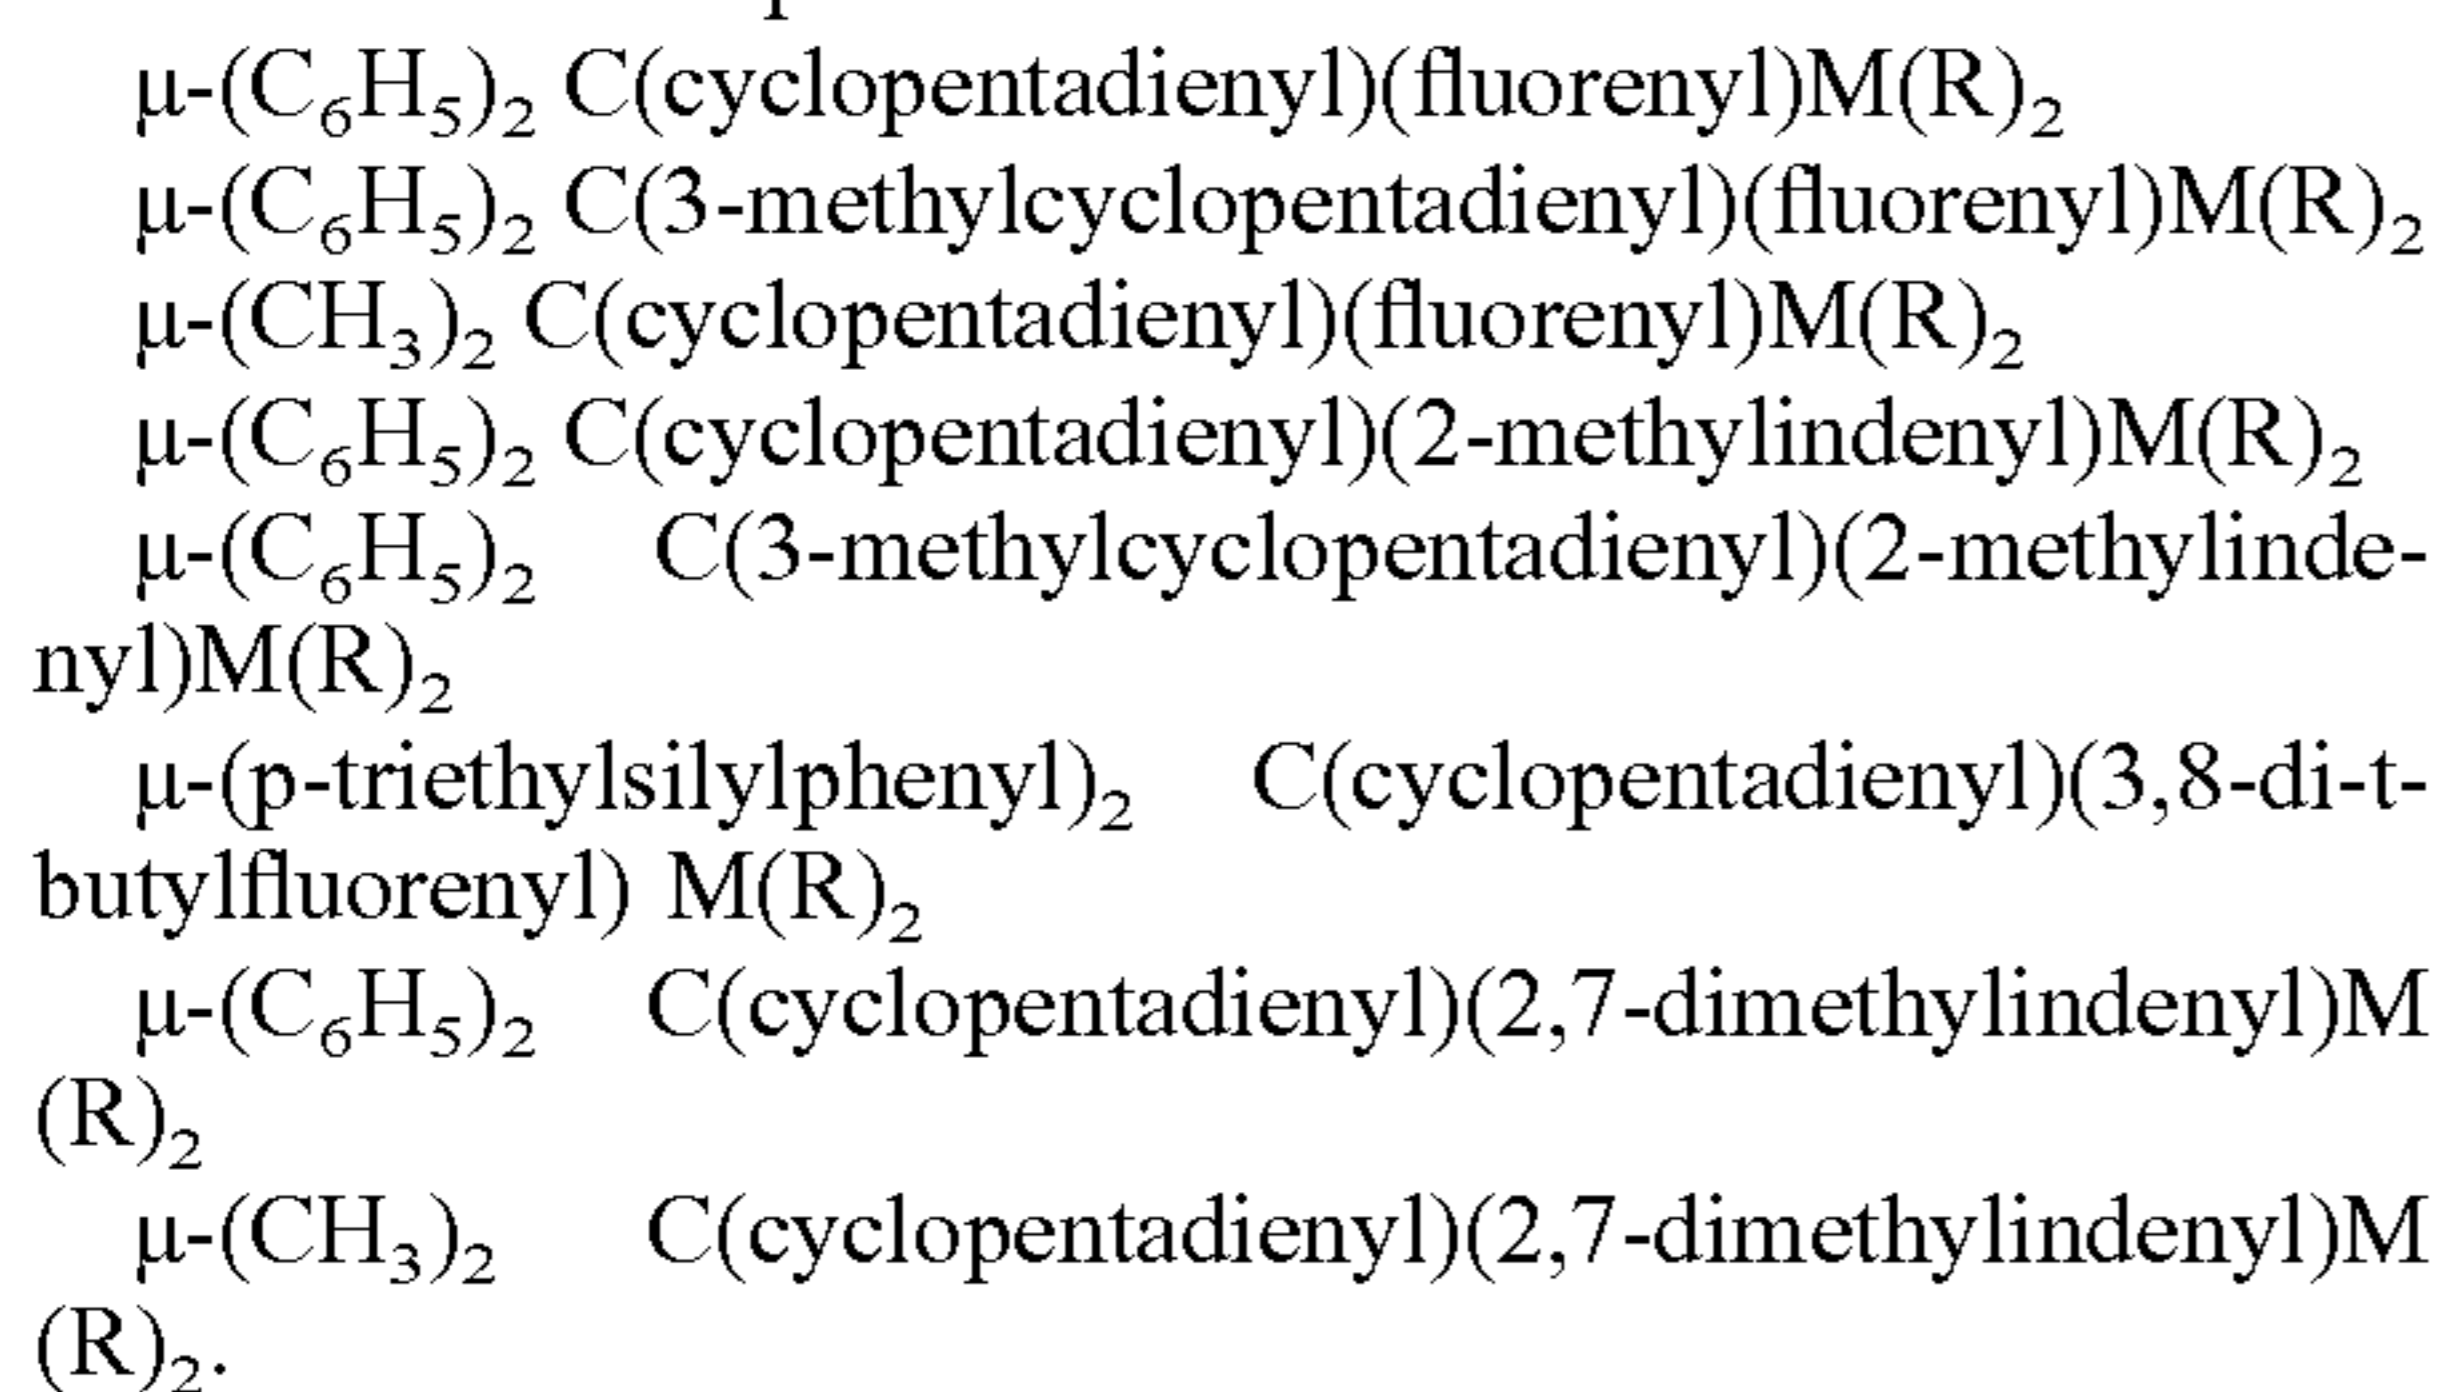 μ-(C₆H₅)₂ C(cyclopentadienyl)(fluorenyl)M(R)₂
μ-(C₆H₅)₂ C(3-methylcyclopentadienyl)(fluorenyl)M(R)₂
μ-(CH₃)₂ C(cyclopentadienyl)(fluorenyl)M(R)₂
μ-(C₆H₅)₂ C(cyclopentadienyl)(2-methylindenyl)M(R)₂
μ-(C₆H₅)₂ C(3-methylcyclopentadienyl)(2-methylinde-
nyl)M(R)₂
μ-(p-triethylsilylphenyl)₂ C(cyclopentadienyl)(3,8-di-t-
butylfluorenyl) M(R)₂
μ-(C₆H₅)₂ C(cyclopentadienyl)(2,7-dimethylindenyl)M
(R)₂
μ-(CH₃)₂ C(cyclopentadienyl)(2,7-dimethylindenyl)M
(R)₂.